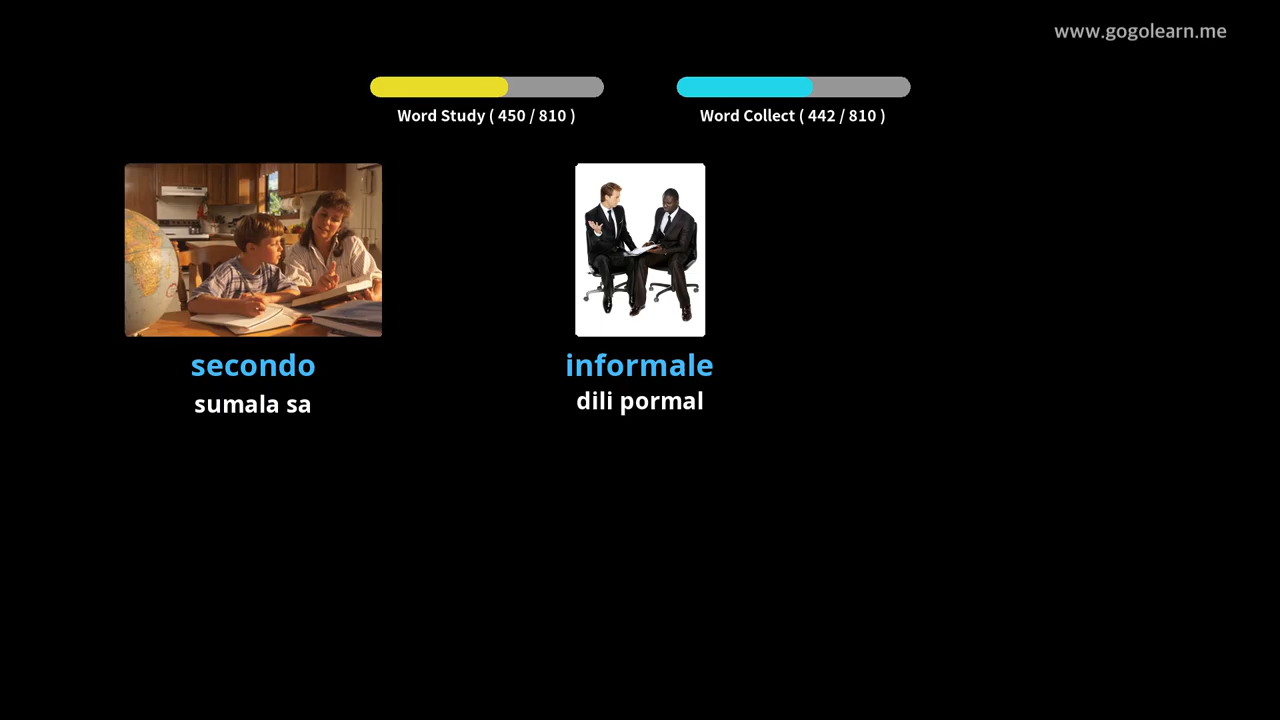 www.gogolearn.me
Word Study ( 450 / 810 )
Word Collect ( 442 / 810 )
secondo
sumala sa
informale
dili pormal